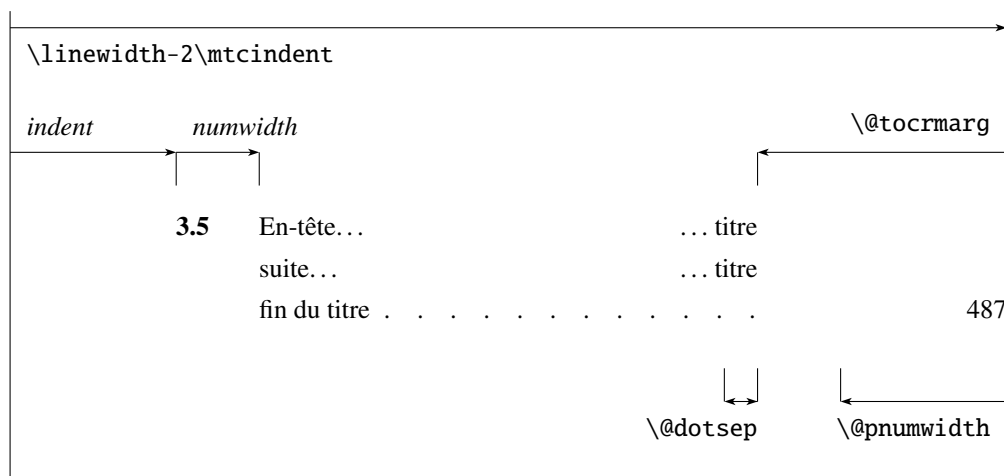 \linewidth-2\mtcindent
indent numwidth \@tocrmarg
3.5 En-tête... ... titre
suite... ... titre
fin du titre . . . . . . . . . . . . 487
\@dotsep \@pnumwidth